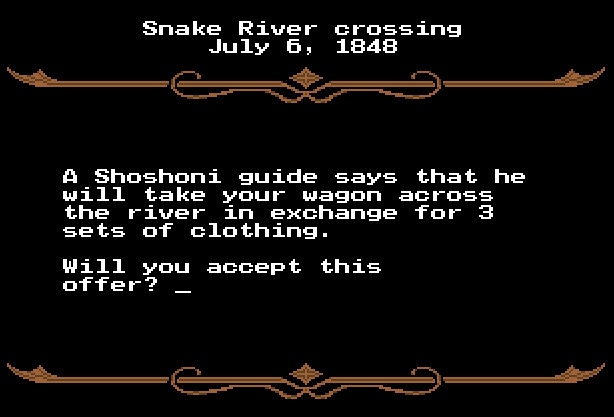 Snake River crossing
July 6, 1848
A Shoshoni guide says that he
will take your wagon across
the river in exchange for 3
sets of clothing.
Will you accept this
offer? _